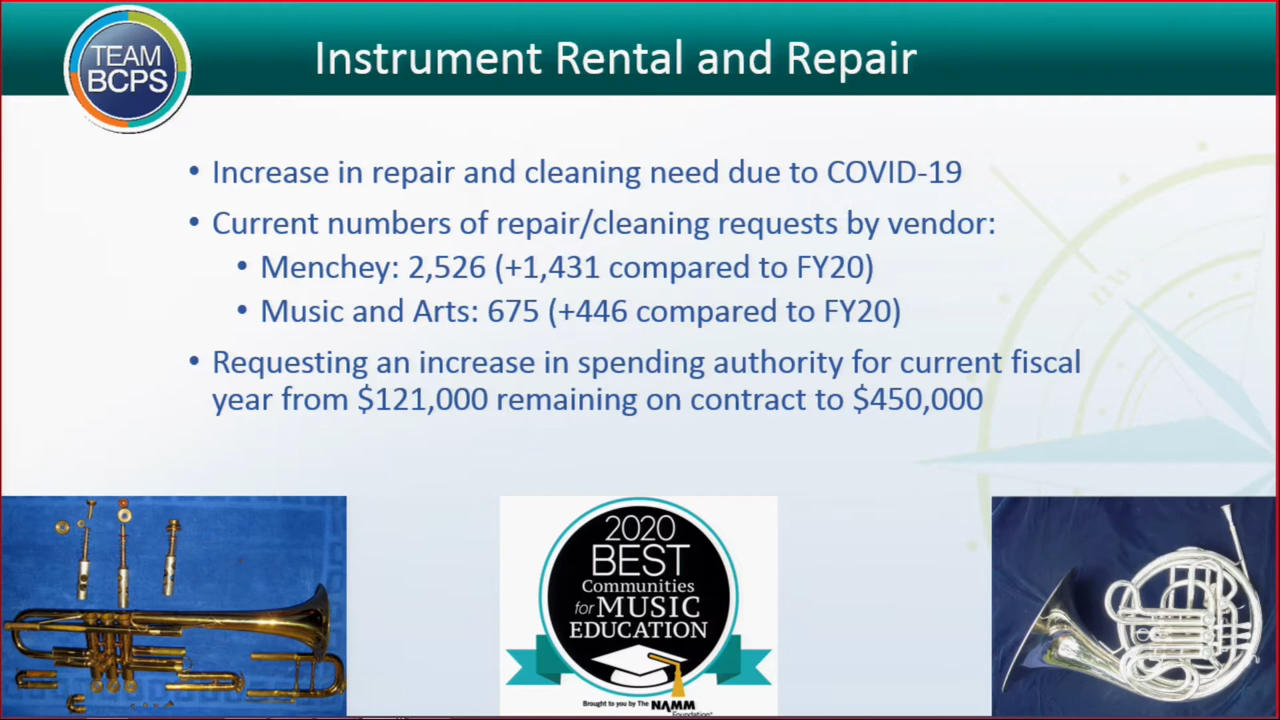 TEAM
BCPS
Instrument Rental and Repair
• Increase in repair and cleaning need due to COVID-19
• Current numbers of repair/cleaning requests by vendor:
• Menchey: 2,526 (+1,431 compared to FY20)
• Music and Arts: 675 (+446 compared to FY20)
• Requesting an increase in spending authority for current fiscal
year from $121,000 remaining on contract to $450,000
2020
BEST
Communities
for MUSIC
EDUCATION
Brought to you by The NAMM
Foundation